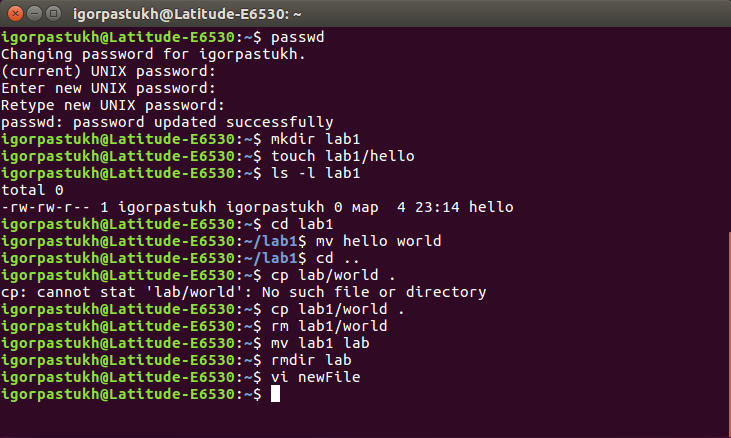 igorpastukh@Latitude-E6530: ~
igorpastukh@Latitude-E6530:~$ passwd
Changing password for igorpastukh.
(current) UNIX password:
Enter new UNIX password:
Retype new UNIX password:
passwd: password updated successfully
igorpastukh@Latitude-E6530:~$ mkdir lab1
igorpastukh@Latitude-E6530:~$ touch lab1/hello
igorpastukh@Latitude-E6530:~$ ls -l lab1
total 0
-rw-rw-r-- 1 igorpastukh igorpastukh 0 мар  4 23:14 hello
igorpastukh@Latitude-E6530:~$ cd lab1
igorpastukh@Latitude-E6530:~/lab1$ mv hello world
igorpastukh@Latitude-E6530:~/lab1$ cd ..
igorpastukh@Latitude-E6530:~$ cp lab/world .
cp: cannot stat 'lab/world': No such file or directory
igorpastukh@Latitude-E6530:~$ cp lab1/world .
igorpastukh@Latitude-E6530:~$ rm lab1/world
igorpastukh@Latitude-E6530:~$ mv lab1 lab
igorpastukh@Latitude-E6530:~$ rmdir lab
igorpastukh@Latitude-E6530:~$ vi newFile
igorpastukh@Latitude-E6530:~$